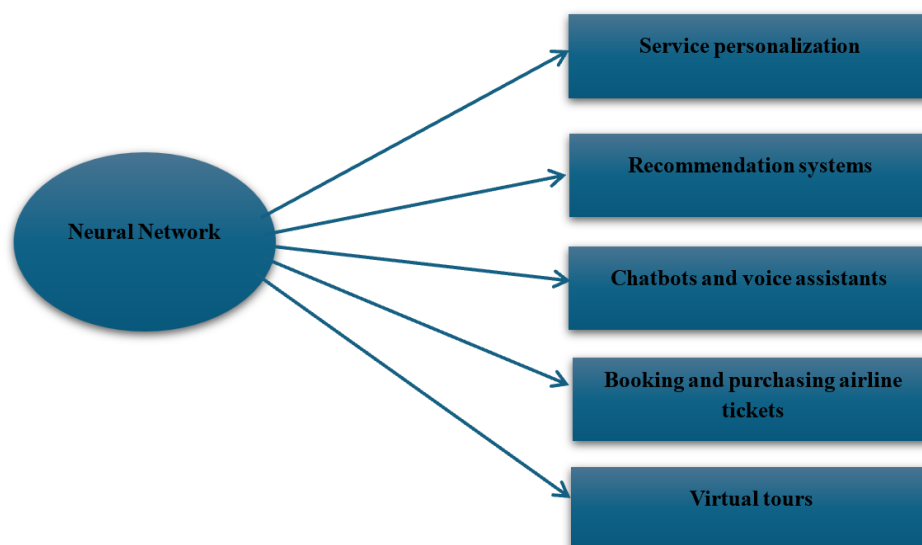 Neural Network
Service personalization
Recommendation systems
Chatbots and voice assistants
Booking and purchasing airline
tickets
Virtual tours